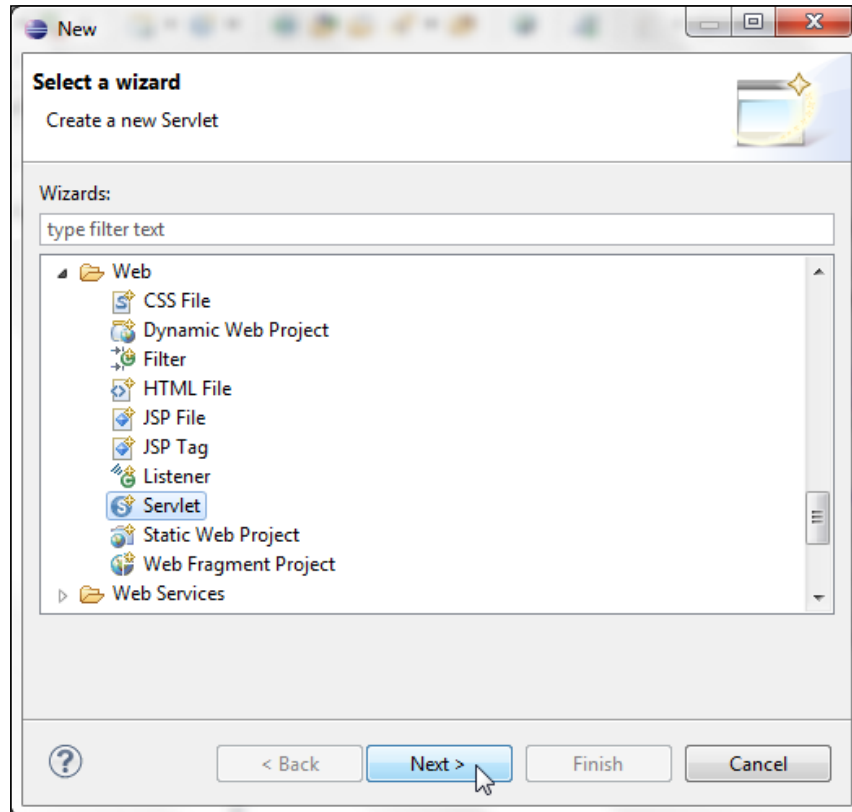 New
Select a wizard
Create a new Servlet
Wizards:
type filter text
Web
CSS File
Dynamic Web Project
Filter
HTML File
JSP File
JSP Tag
Listener
Servlet
Static Web Project
Web Fragment Project
Web Services
< Back Next > Finish Cancel